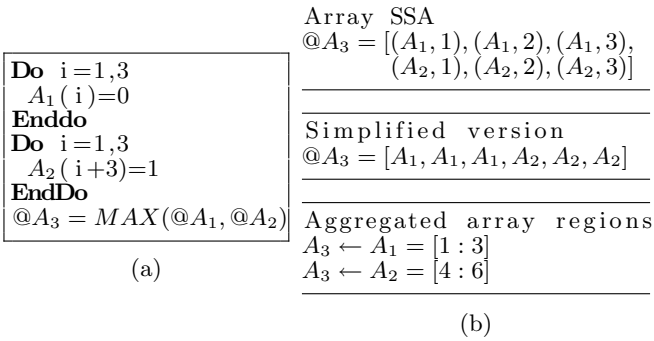 Do i=1,3
A₁(i)=0
Enddo
Do i=1,3
A₂(i+3)=1
EndDo
@A₃ = MAX(@A₁, @A₂)
(a)
Array SSA
@A₃ = [(A₁, 1), (A₁, 2), (A₁, 3),
(A₂, 1), (A₂, 2), (A₂, 3)]
Simplified version
@A₃ = [A₁, A₁, A₁, A₂, A₂, A₂]
Aggregated array regions
A₃ ← A₁ = [1 : 3]
A₃ ← A₂ = [4 : 6]
(b)